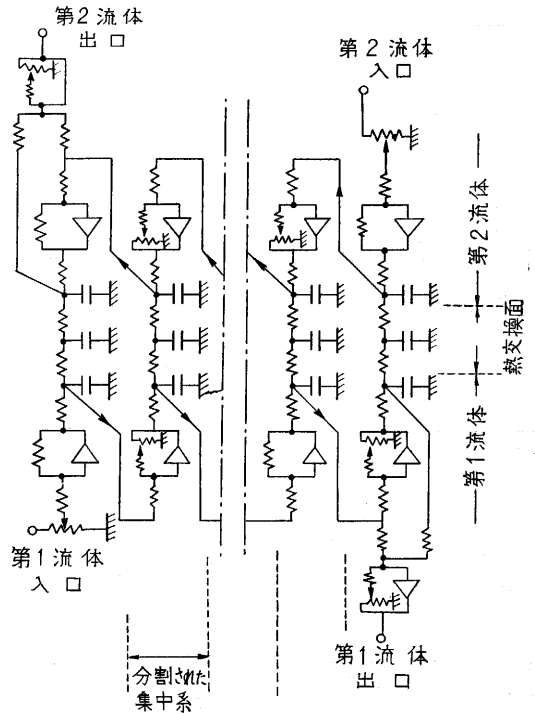 第2流体
出口
第2流体
入口
第2流体
熱交換面
第1流体
第1流体
入口
第1流体
出口
分割された
集中系